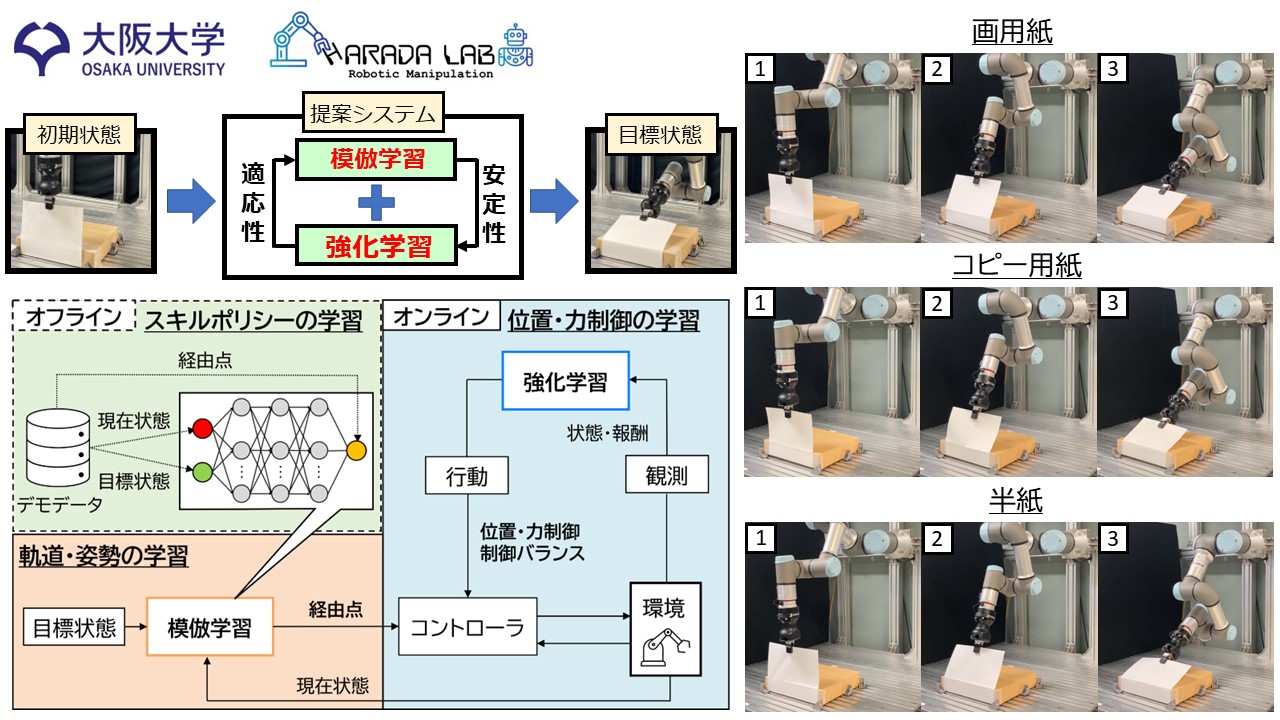 大阪大学
OSAKA UNIVERSITY
HARADA LAB
Robotic Manipulation
初期状態
提案システム
模倣学習
適応性
安定性
強化学習
目標状態
オフライン
スキルポリシーの学習
経由点
現在状態
目標状態
デモデータ
軌道・姿勢の学習
目標状態
模倣学習
経由点
現在状態
オンライン
位置・力制御の学習
強化学習
状態・報酬
行動
観測
位置・力制御
制御バランス
コントローラ
環境
画用紙
1
2
3
コピー用紙
1
2
3
半紙
1
2
3